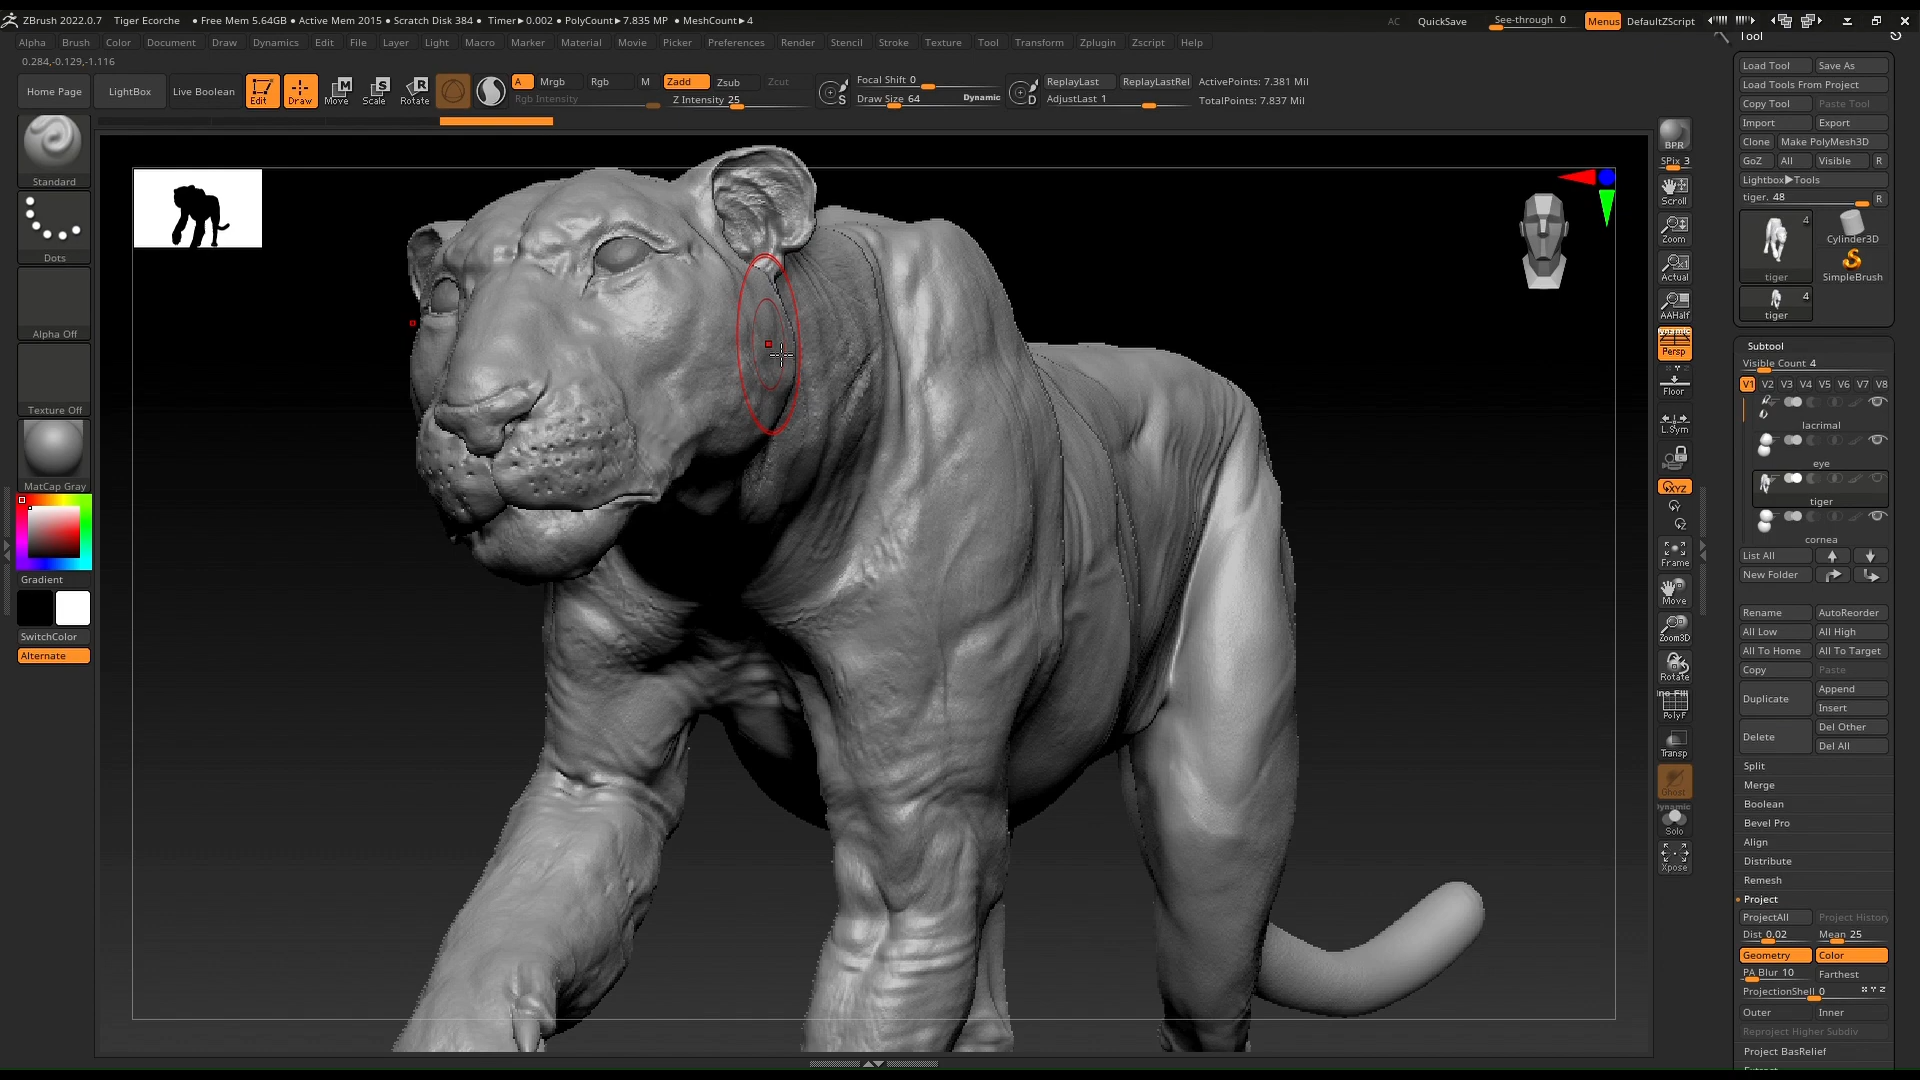 ZBrush 2022.0.7 Tiger Ecorche • Free Mem 5.64GB • Active Mem 2015 • Scratch Disk 384 • Timer▸0.002 • PolyCount▸7.835 MP • MeshCount▸4 AC QuickSave See-through 0 Menus DefaultZScript
Alpha Brush Color Document Draw Dynamics Edit File Layer Light Macro Marker Material Movie Picker Preferences Render Stencil Stroke Texture Tool Transform Zplugin Zscript Help
Tool
0.284,-0.129,-1.116
Home Page LightBox Live Boolean Edit Draw Move Scale Rotate
A Mrgb Rgb M Zadd Zsub Zcut
Rgb Intensity Z Intensity 25
S Focal Shift 0
Draw Size 64 Dynamic
D ReplayLast ReplayLastRel ActivePoints: 7.381 Mil
AdjustLast 1 TotalPoints: 7.837 Mil
Standard
Dots
Alpha Off
Texture Off
MatCap Gray
Gradient
SwitchColor
Alternate
BPR
SPix 3
Scroll
Zoom
Actual
AAHalf
Persp
Floor
L.Sym
XYZ
Y
Z
Frame
Move
Zoom3D
Rotate
PolyF
Transp
Ghost
Dynamic
Solo
Xpose
Load Tool Save As
Load Tools From Project
Copy Tool Paste Tool
Import Export
Clone Make PolyMesh3D
GoZ All Visible R
Lightbox▶Tools
tiger. 48 R
4
tiger Cylinder3D
SimpleBrush
4
tiger
Subtool
Visible Count 4
V1 V2 V3 V4 V5 V6 V7 V8
lacrimal
eye
tiger
cornea
List All
New Folder
Rename AutoReorder
All Low All High
All To Home All To Target
Copy Paste
Duplicate Append
Insert
Delete Del Other
Del All
Split
Merge
Boolean
Bevel Pro
Align
Distribute
Remesh
Project
ProjectAll Project History
Dist 0.02 Mean 25
Geometry Color
PA Blur 10 Farthest
ProjectionShell 0 X Y Z
Outer Inner
Reproject Higher Subdiv
Project BasRelief